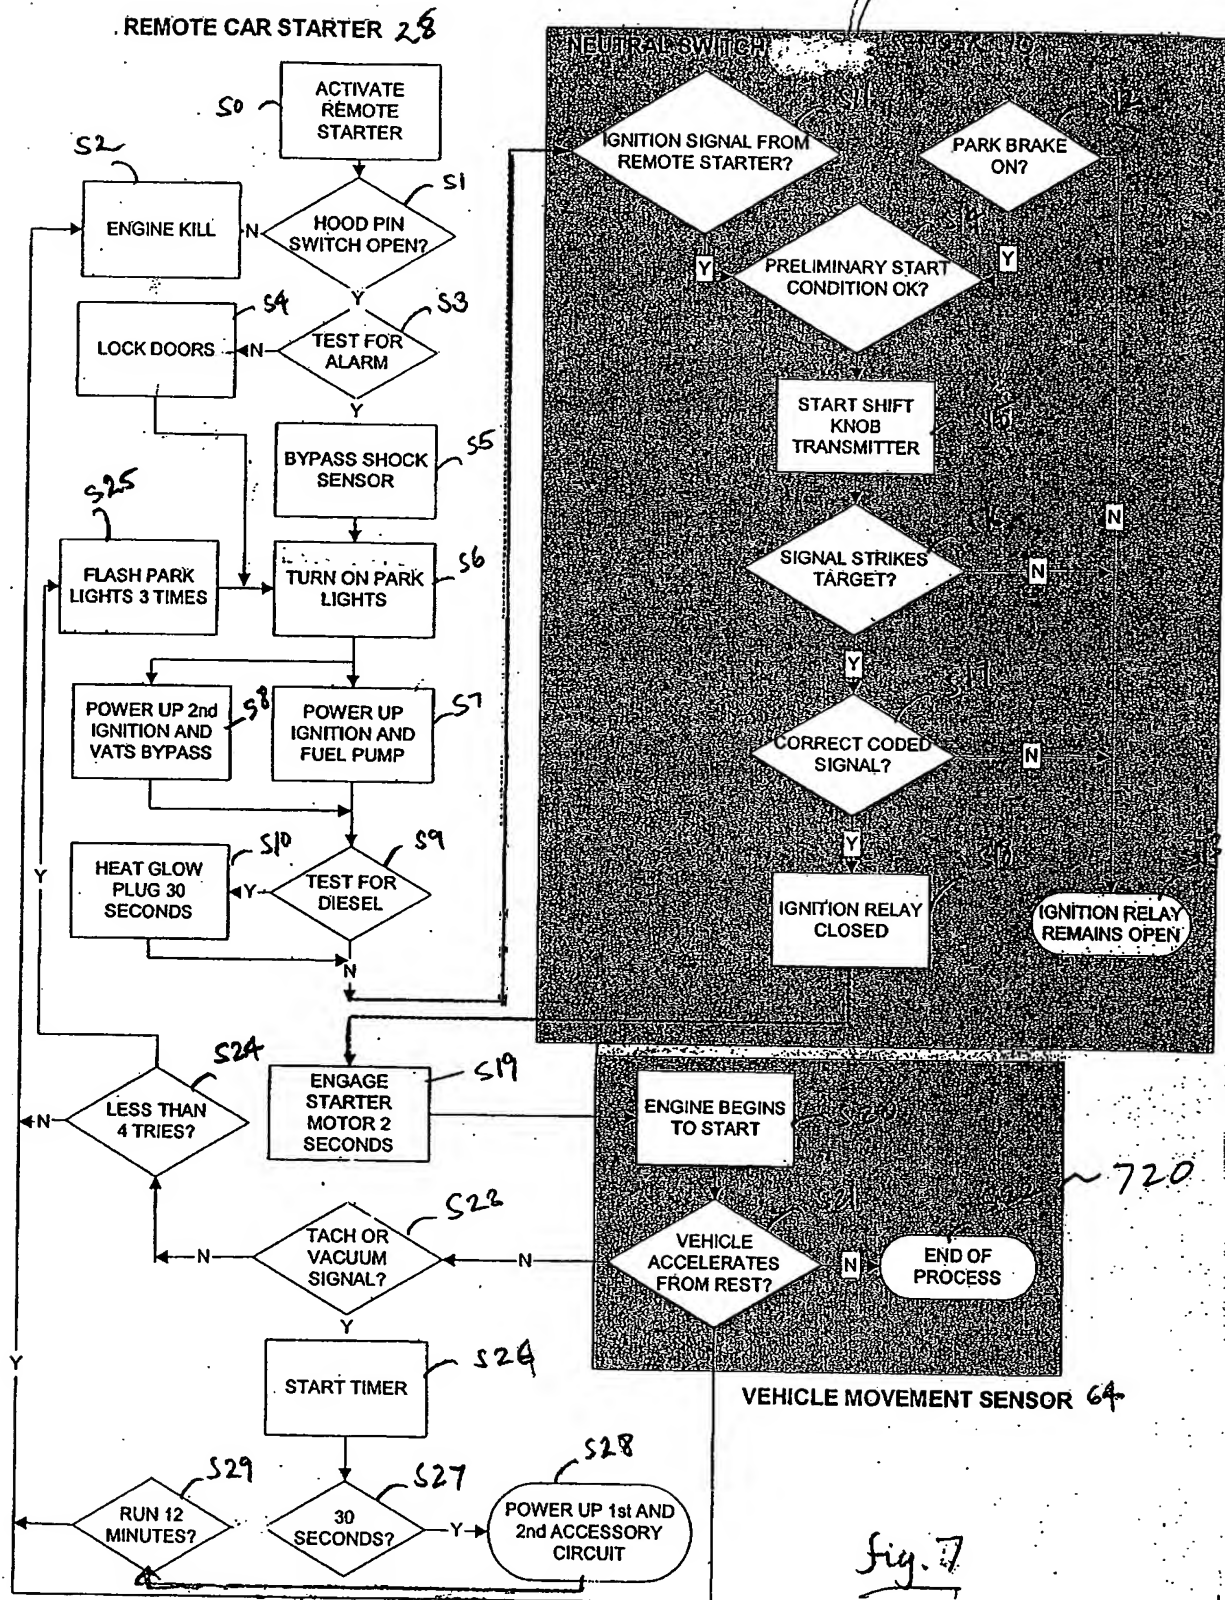 REMOTE CAR STARTER 28
ACTIVATE
REMOTE
STARTER
S0
S2
ENGINE KILL
N
HOOD PIN
SWITCH OPEN?
S1
Y
S4
LOCK DOORS
N
TEST FOR
ALARM
S3
Y
BYPASS SHOCK
SENSOR
S5
S25
FLASH PARK
LIGHTS 3 TIMES
TURN ON PARK
LIGHTS
S6
POWER UP 2nd
IGNITION AND
VATS BYPASS
S8
POWER UP
IGNITION AND
FUEL PUMP
S7
HEAT GLOW
PLUG 30
SECONDS
S10
Y
TEST FOR
DIESEL
S9
N
Y
NEUTRAL SWITCH
IGNITION SIGNAL FROM
REMOTE STARTER?
S11
PARK BRAKE
ON?
12
Y
PRELIMINARY START
CONDITION OK?
Y
START SHIFT
KNOB
TRANSMITTER
N
SIGNAL STRIKES
TARGET?
N
Y
CORRECT CODED
SIGNAL?
N
Y
IGNITION RELAY
CLOSED
IGNITION RELAY
REMAINS OPEN
S24
LESS THAN
4 TRIES?
N
ENGAGE
STARTER
MOTOR 2
SECONDS
S19
ENGINE BEGINS
TO START
720
TACH OR
VACUUM
SIGNAL?
S22
N
N
VEHICLE
ACCELERATES
FROM REST?
21
N
END OF
PROCESS
Y
START TIMER
S26
VEHICLE MOVEMENT SENSOR 64
Y
RUN 12
MINUTES?
S29
30
SECONDS?
S27
Y
POWER UP 1st AND
2nd ACCESSORY
CIRCUIT
S28
fig. 7